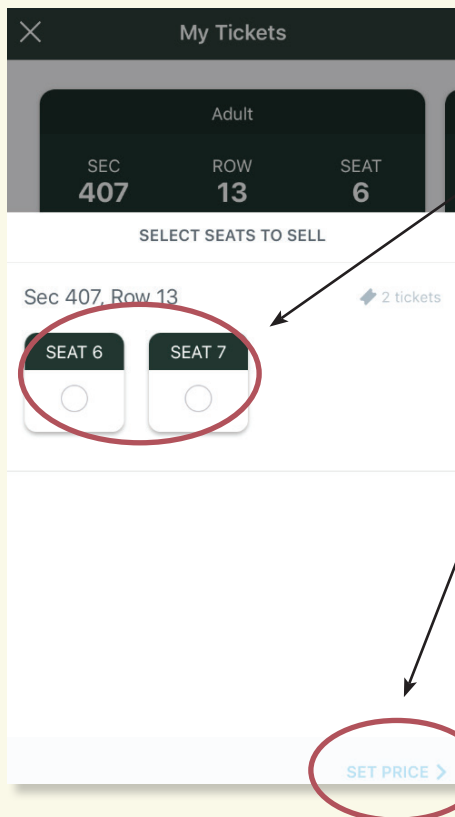 My Tickets
Adult
SEC ROW SEAT
407 13 6
SELECT SEATS TO SELL
Sec 407, Row 13 2 tickets
SEAT 6 SEAT 7
SET PRICE